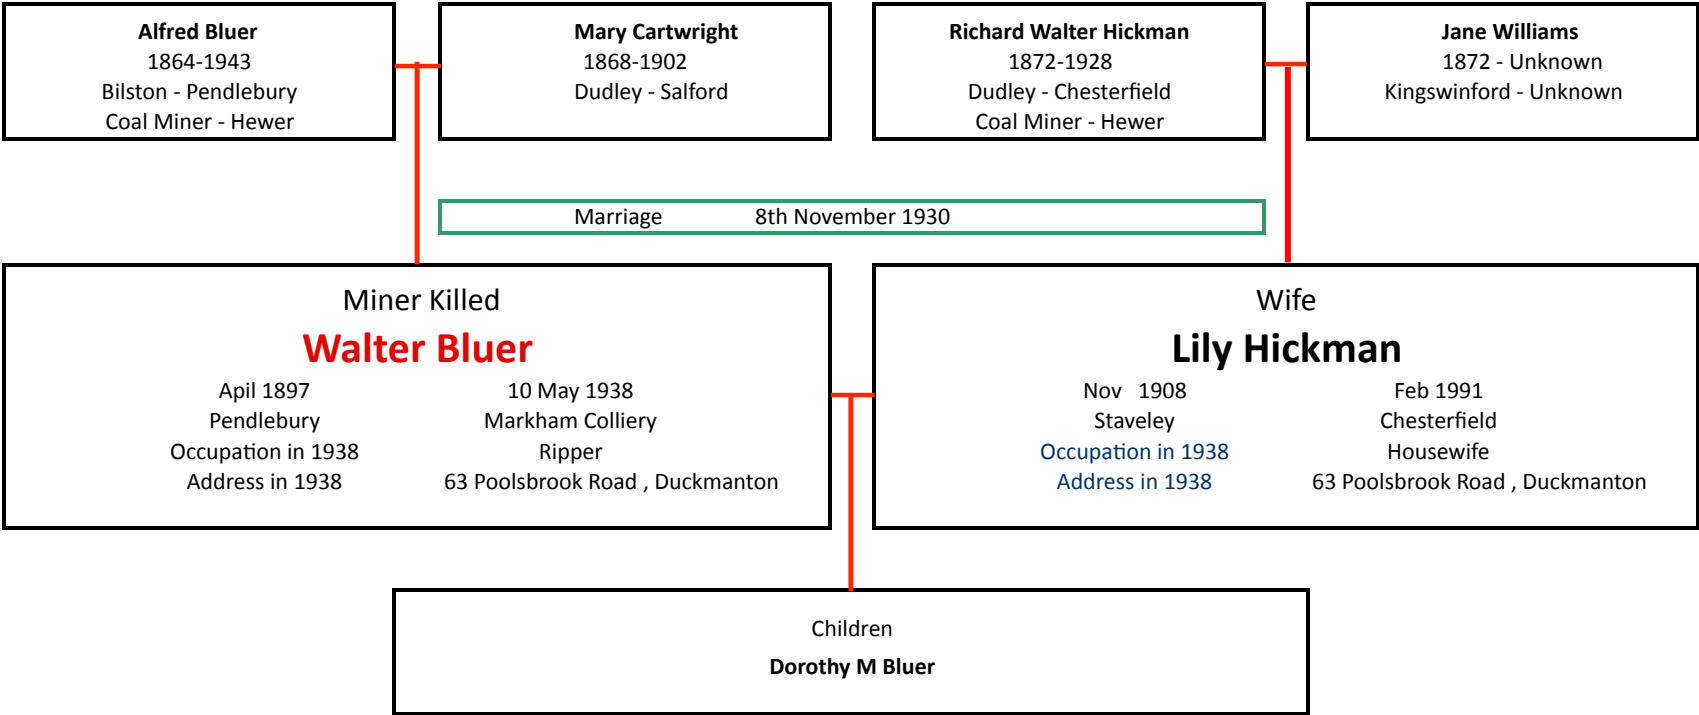 Alfred Bluer
1864-1943
Bilston - Pendlebury
Coal Miner - Hewer
Mary Cartwright
1868-1902
Dudley - Salford
Richard Walter Hickman
1872-1928
Dudley - Chesterfield
Coal Miner - Hewer
Jane Williams
1872 - Unknown
Kingswinford - Unknown
Marriage 8th November 1930
Miner Killed
Walter Bluer
Apil 1897 10 May 1938
Pendlebury Markham Colliery
Occupation in 1938 Ripper
Address in 1938 63 Poolsbrook Road , Duckmanton
Wife
Lily Hickman
Nov 1908 Feb 1991
Staveley Chesterfield
Occupation in 1938 Housewife
Address in 1938 63 Poolsbrook Road , Duckmanton
Children
Dorothy M Bluer